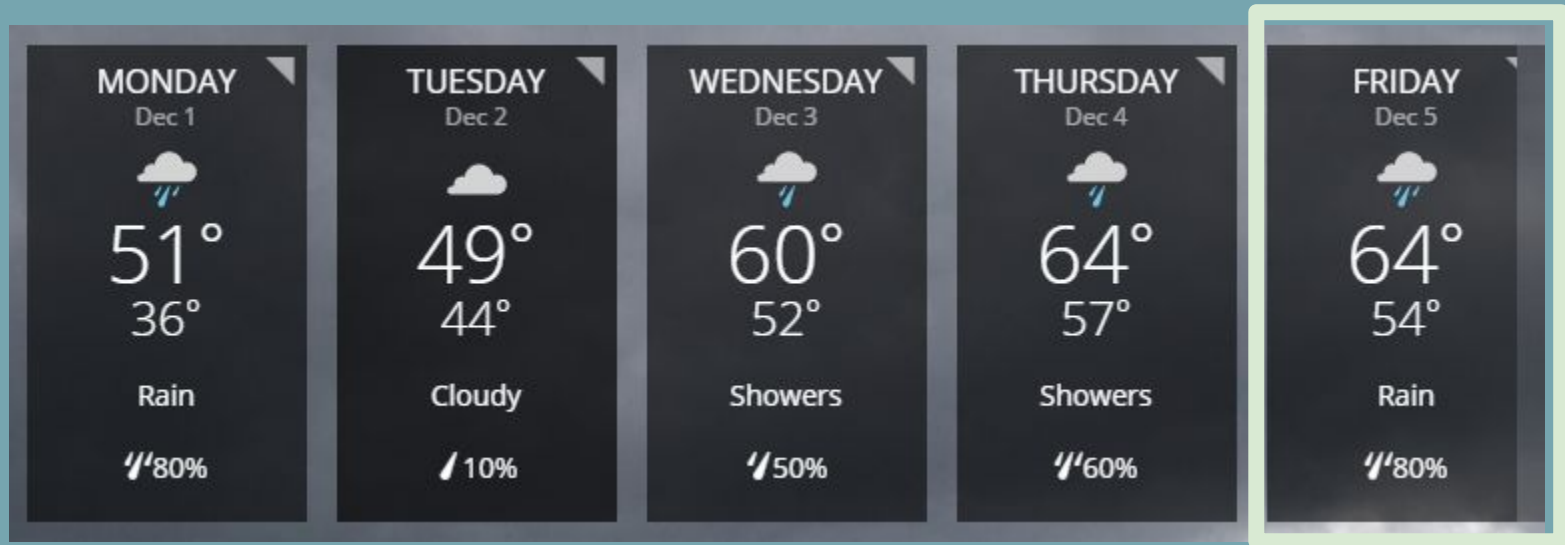 MONDAY
Dec 1
51°
36°
Rain
80%
TUESDAY
Dec 2
49°
44°
Cloudy
10%
WEDNESDAY
Dec 3
60°
52°
Showers
50%
THURSDAY
Dec 4
64°
57°
Showers
60%
FRIDAY
Dec 5
64°
54°
Rain
80%